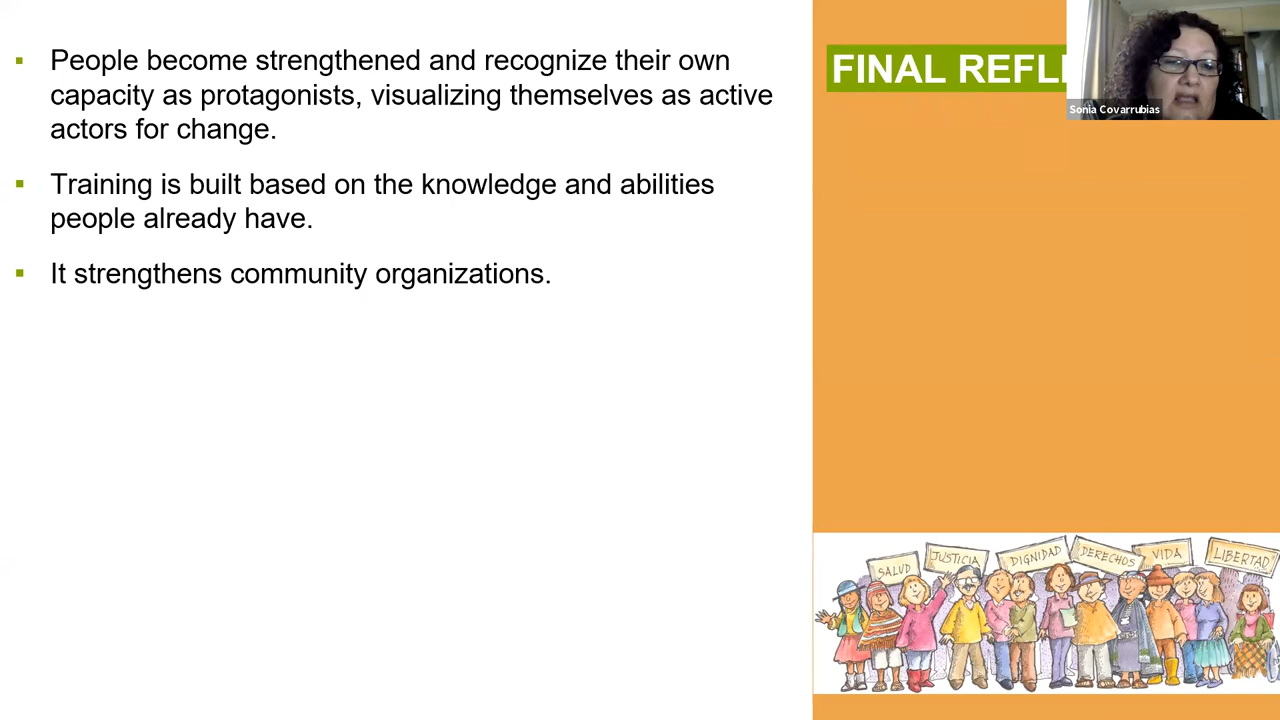 People become strengthened and recognize their own
capacity as protagonists, visualizing themselves as active
actors for change.
Training is built based on the knowledge and abilities
people already have.
It strengthens community organizations.
FINAL REFL
Sonia Covarrubias
SALUD
JUSTICIA
DIGNIDAD
DERECHOS
VIDA
LIBERTAD